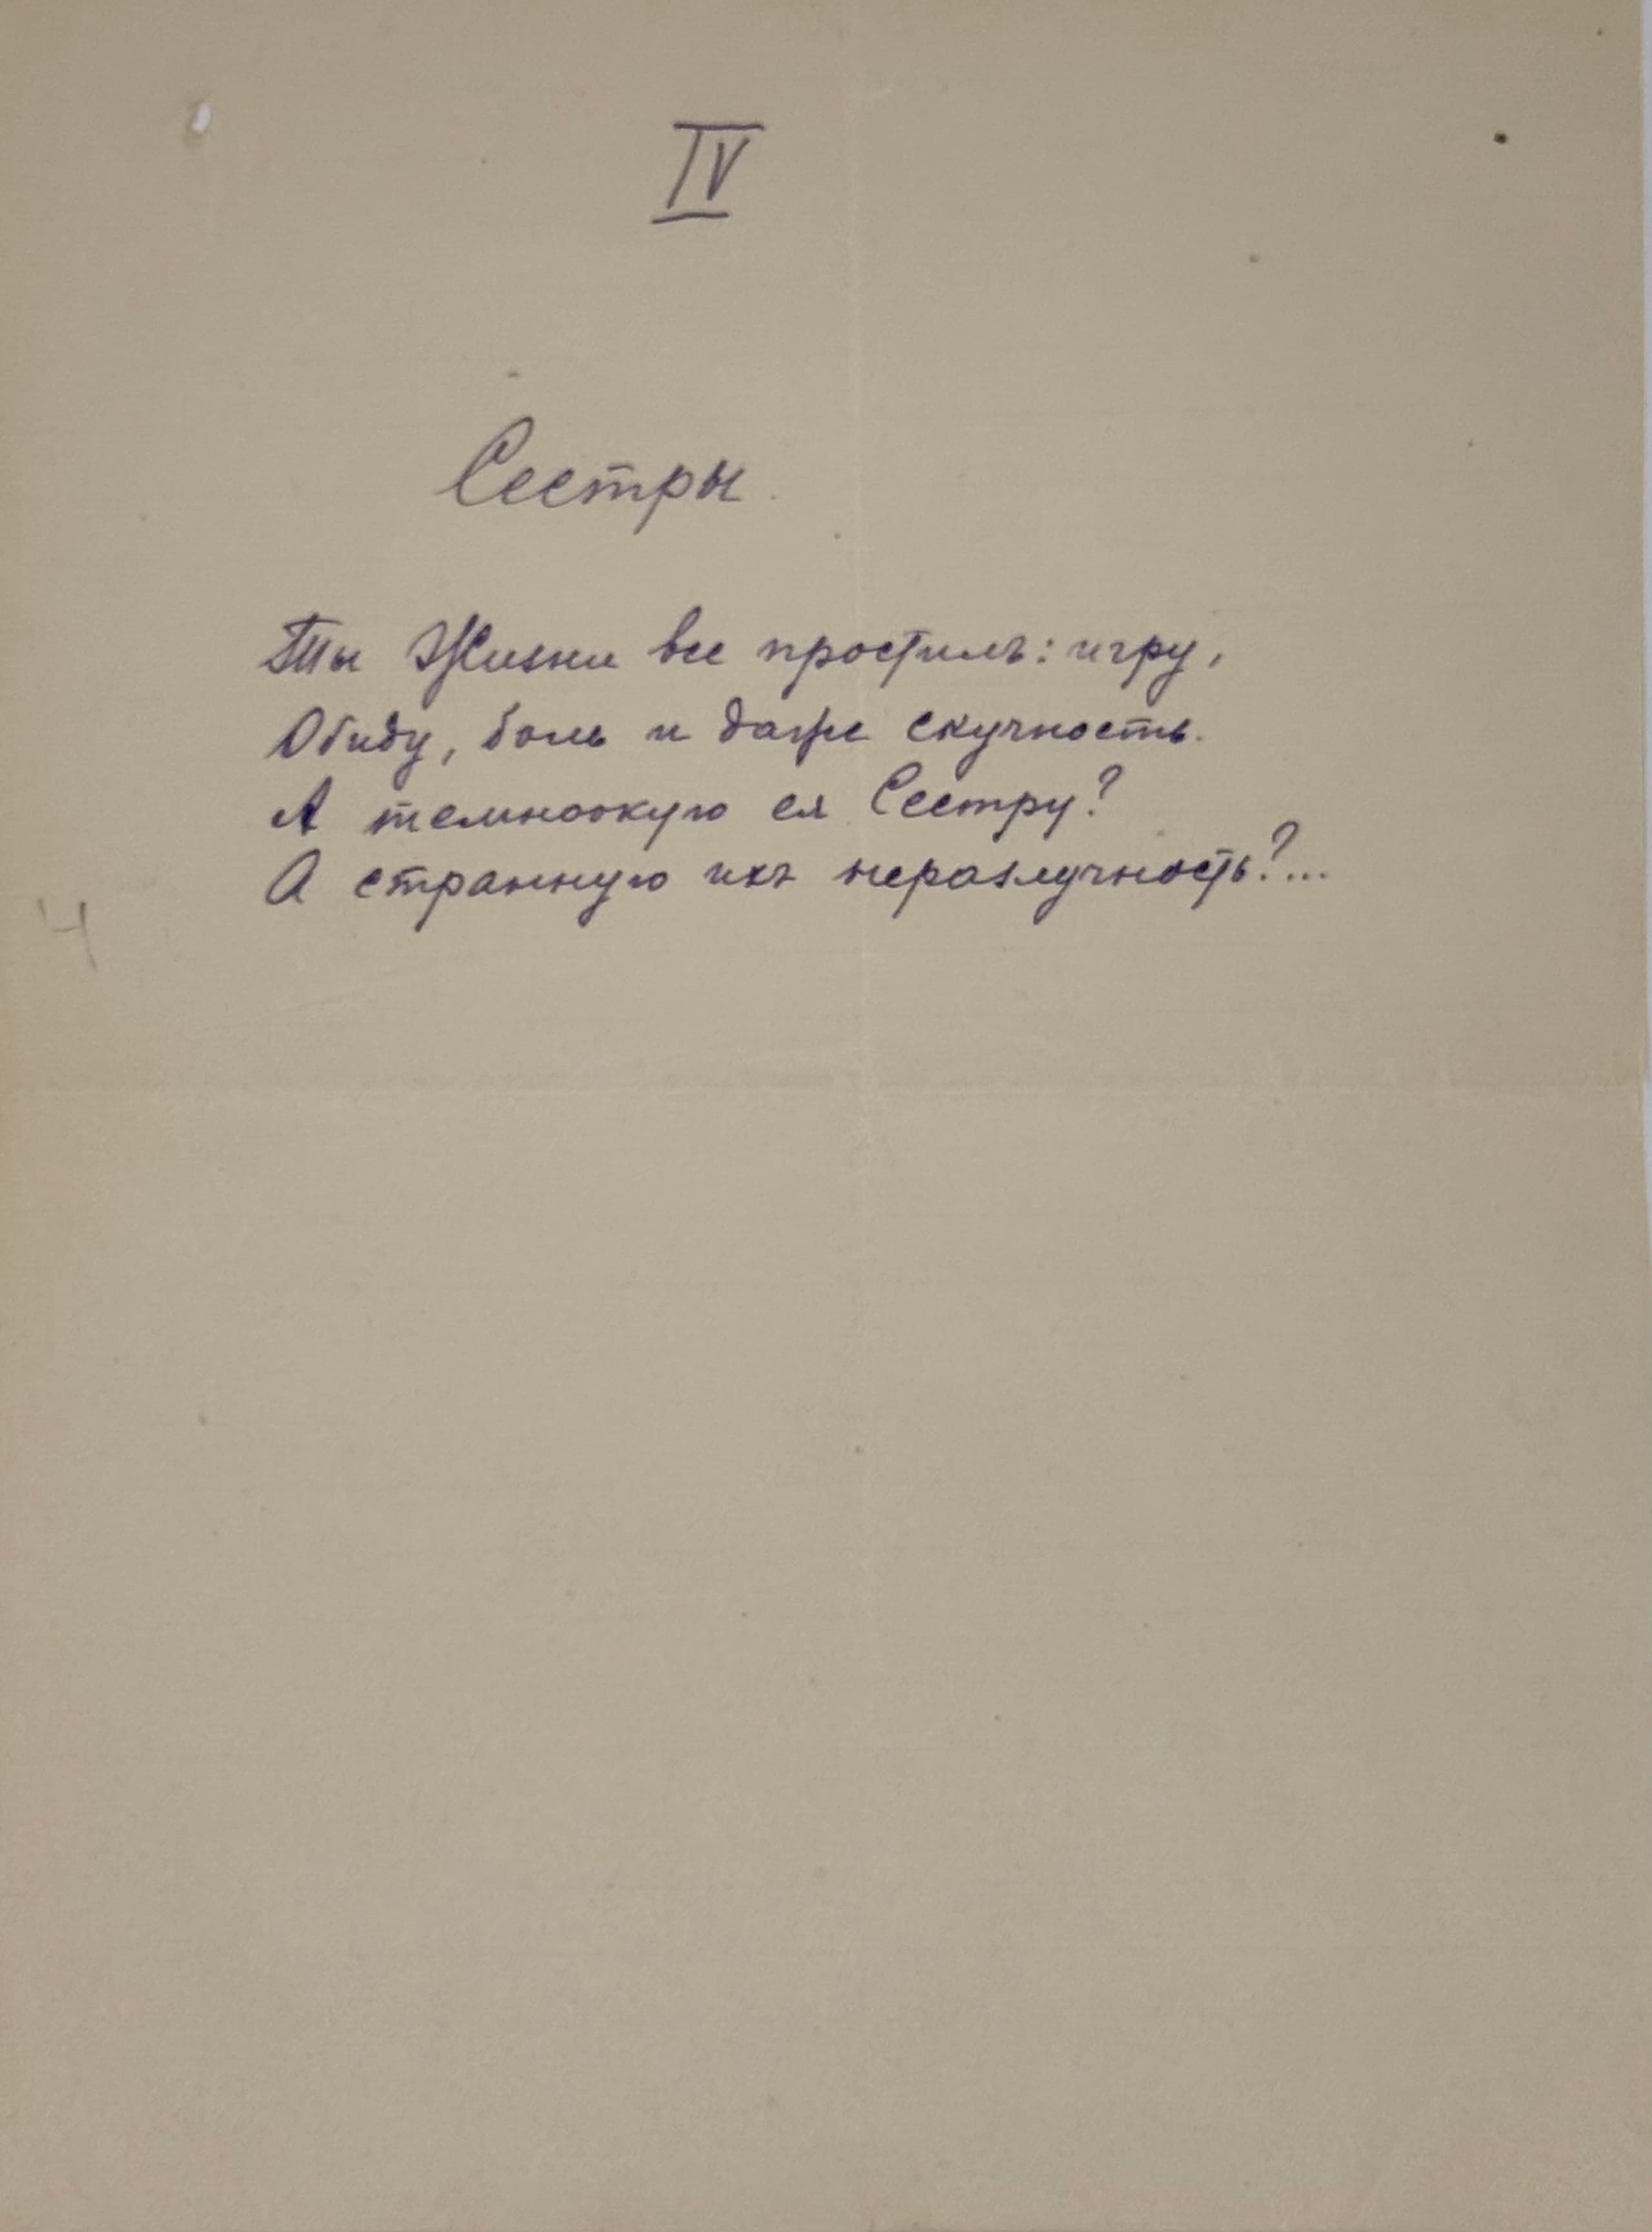 IV
Сестры.
Ты Жизни все простилъ: игру,
Обиду, боль и даже скучность.
А темноокую ея Сестру?
А странную ихъ неразлучность?...
4